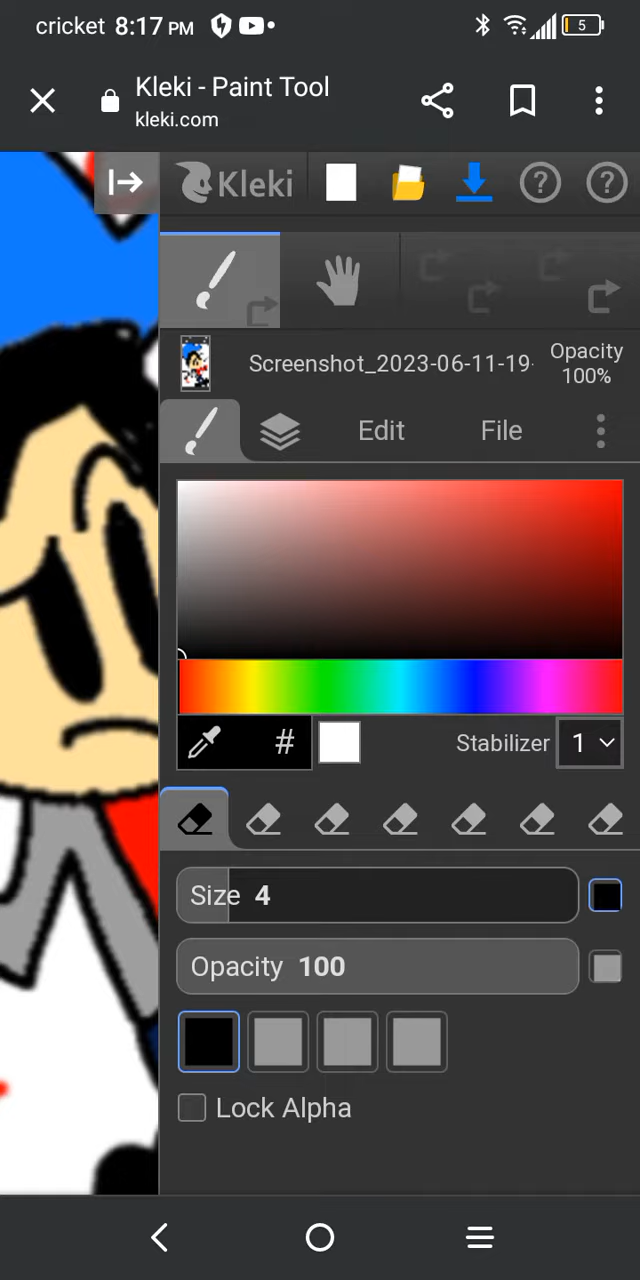 cricket 8:17 PM 5
Kleki - Paint Tool
kleki.com
Kleki ? ?
Screenshot_2023-06-11-19- Opacity
100%
Edit File
# Stabilizer 1
Size 4
Opacity 100
Lock Alpha